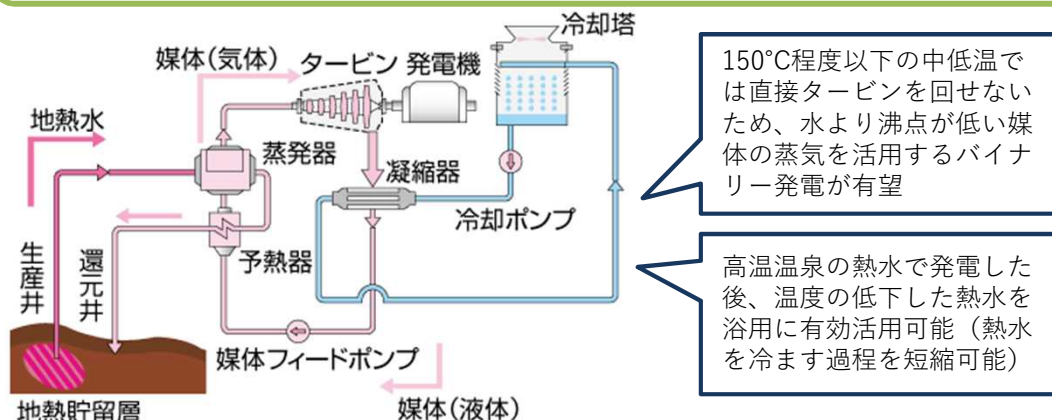 冷却塔
媒体(気体)
タービン 発電機
地熱水
蒸発器
凝縮器
冷却ポンプ
予熱器
生産井
還元井
媒体フィードポンプ
地熱貯留層
媒体(液体)
150℃程度以下の中低温で
は直接タービンを回せない
ため、水より沸点が低い媒
体の蒸気を活用するバイナ
リー発電が有望
高温温泉の熱水で発電した
後、温度の低下した熱水を
浴用に有効活用可能（熱水
を冷ます過程を短縮可能）